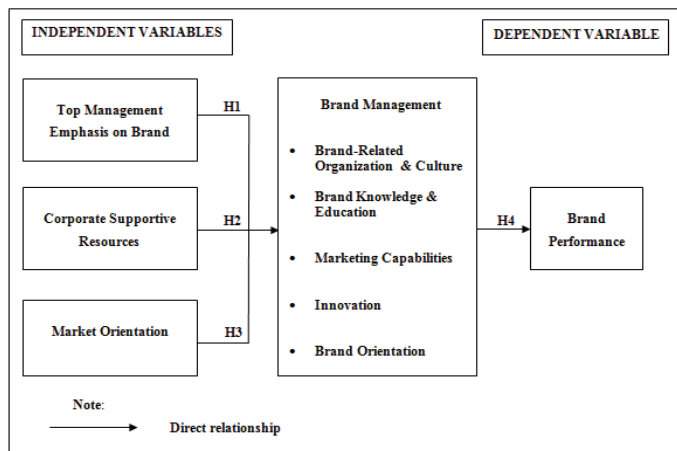 INDEPENDENT VARIABLES
DEPENDENT VARIABLE
Top Management
Emphasis on Brand
H1
Corporate Supportive
Resources
H2
Market Orientation
H3
Brand Management
• Brand-Related
Organization & Culture
• Brand Knowledge &
Education
• Marketing Capabilities
• Innovation
• Brand Orientation
H4
Brand
Performance
Note:
Direct relationship